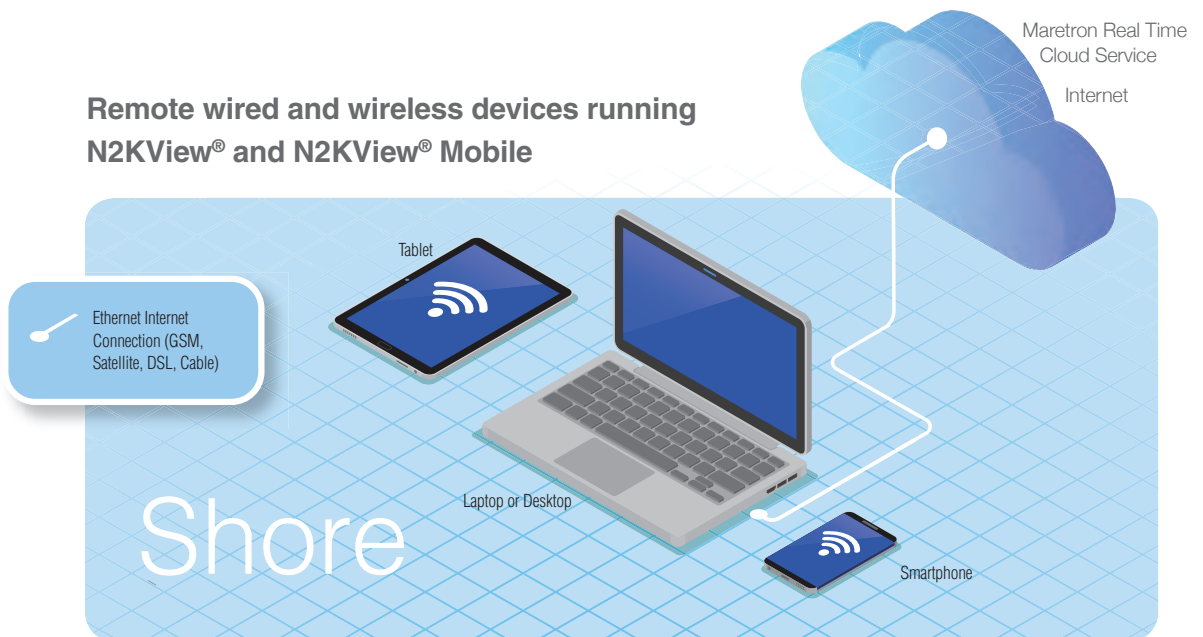 Maretron Real Time
Cloud Service
Internet
Remote wired and wireless devices running
N2KView® and N2KView® Mobile
Tablet
Ethernet Internet
Connection (GSM,
Satellite, DSL, Cable)
Laptop or Desktop
Shore
Smartphone